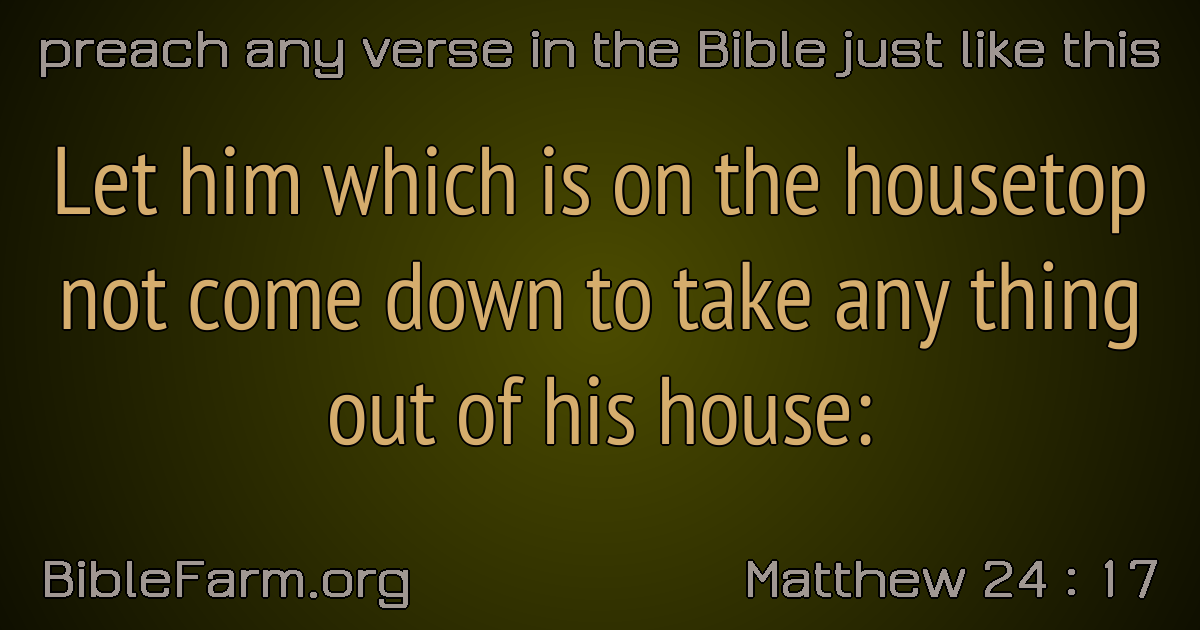 preach any verse in the Bible just like this
Let him which is on the housetop
not come down to take any thing
out of his house:
BibleFarm.org
Matthew 24 : 17